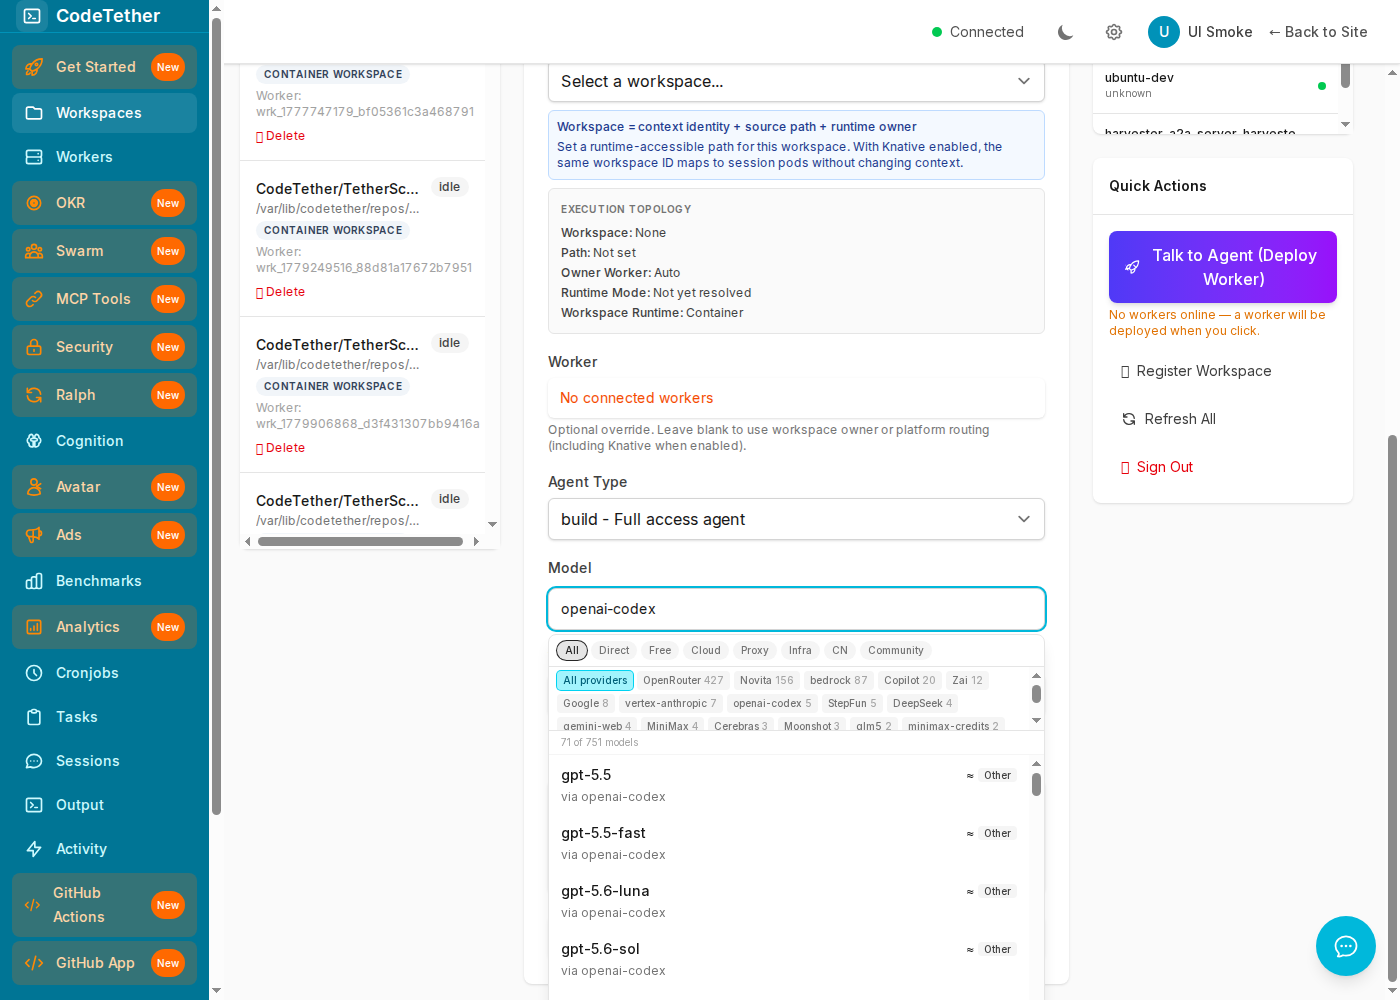 CodeTether
Get Started New
Workspaces
Workers
OKR New
Swarm New
MCP Tools New
Security New
Ralph New
Cognition
Avatar New
Ads New
Benchmarks
Analytics New
Cronjobs
Tasks
Sessions
Output
Activity
GitHub
Actions New
GitHub App New
Connected
U UI Smoke
← Back to Site
CONTAINER WORKSPACE
Worker:
wrk_1777747179_bf05361c3a468791
Delete
CodeTether/TetherSc... idle
/var/lib/codetether/repos/...
CONTAINER WORKSPACE
Worker:
wrk_1779249516_88d81a17672b7951
Delete
CodeTether/TetherSc... idle
/var/lib/codetether/repos/...
CONTAINER WORKSPACE
Worker:
wrk_1779906868_d3f431307bb9416a
Delete
CodeTether/TetherSc... idle
/var/lib/codetether/repos/...
Select a workspace...
Workspace = context identity + source path + runtime owner
Set a runtime-accessible path for this workspace. With Knative enabled, the
same workspace ID maps to session pods without changing context.
EXECUTION TOPOLOGY
Workspace: None
Path: Not set
Owner Worker: Auto
Runtime Mode: Not yet resolved
Workspace Runtime: Container
Worker
No connected workers
Optional override. Leave blank to use workspace owner or platform routing
(including Knative when enabled).
Agent Type
build - Full access agent
Model
openai-codex
All Direct Free Cloud Proxy Infra CN Community
All providers OpenRouter 427 Novita 156 bedrock 87 Copilot 20 Zai 12
Google 8 vertex-anthropic 7 openai-codex 5 StepFun 5 DeepSeek 4
gemini-web 4 MiniMax 4 Cerebras 3 Moonshot 3 glm5 2 minimax-credits 2
71 of 751 models
gpt-5.5 ≈ Other
via openai-codex
gpt-5.5-fast ≈ Other
via openai-codex
gpt-5.6-luna ≈ Other
via openai-codex
gpt-5.6-sol ≈ Other
via openai-codex
ubuntu-dev
unknown
harvester_a2a_server_harveste
Quick Actions
Talk to Agent (Deploy
Worker)
No workers online — a worker will be
deployed when you click.
Register Workspace
Refresh All
Sign Out